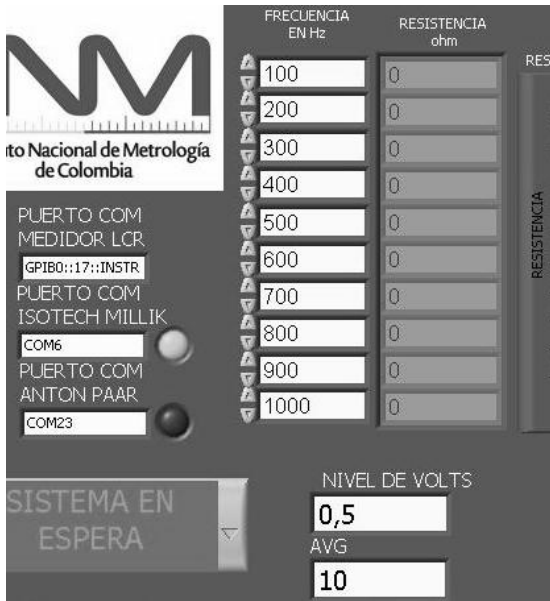 FRECUENCIA
EN Hz
RESISTENCIA
ohm
RES
100 0
200 0
300 0
400 0
500 0
600 0
700 0
800 0
900 0
1000 0
RESISTENCIA
NM
to Nacional de Metrología
de Colombia
PUERTO COM
MEDIDOR LCR
GPIB0::17::INSTR
PUERTO COM
ISOTECH MILLIK
COM6
PUERTO COM
ANTON PAAR
COM23
SISTEMA EN
ESPERA
NIVEL DE VOLTS
0,5
AVG
10